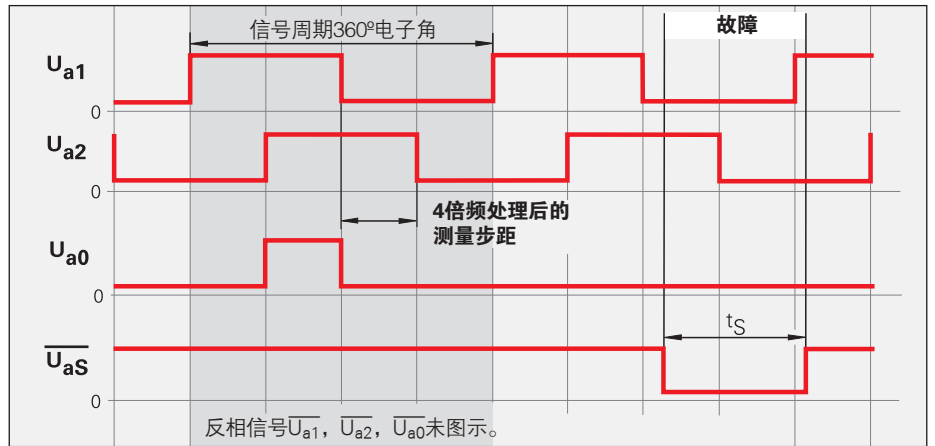 信号周期360º电子角
故障
Ua1
0
Ua2
0
4倍频处理后的
测量步距
Ua0
0
tS
UaS
0
反相信号Ua1，Ua2，Ua0未图示。